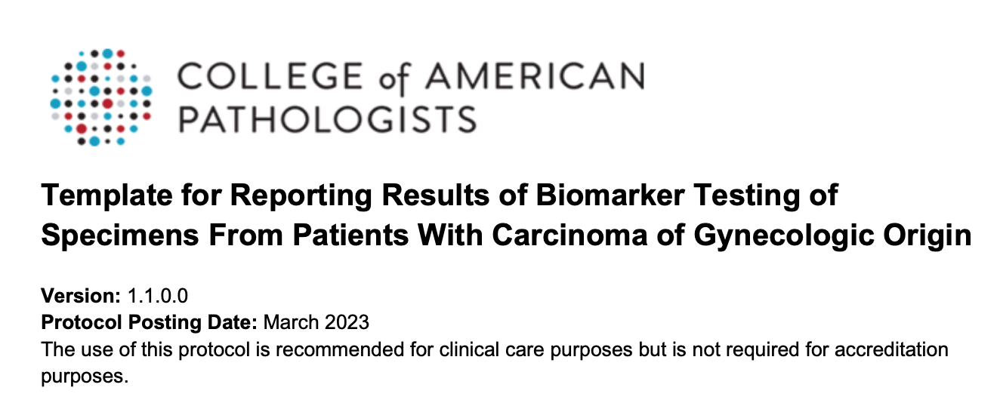 COLLEGE of AMERICAN
PATHOLOGISTS
Template for Reporting Results of Biomarker Testing of
Specimens From Patients With Carcinoma of Gynecologic Origin
Version: 1.1.0.0
Protocol Posting Date: March 2023
The use of this protocol is recommended for clinical care purposes but is not required for accreditation
purposes.